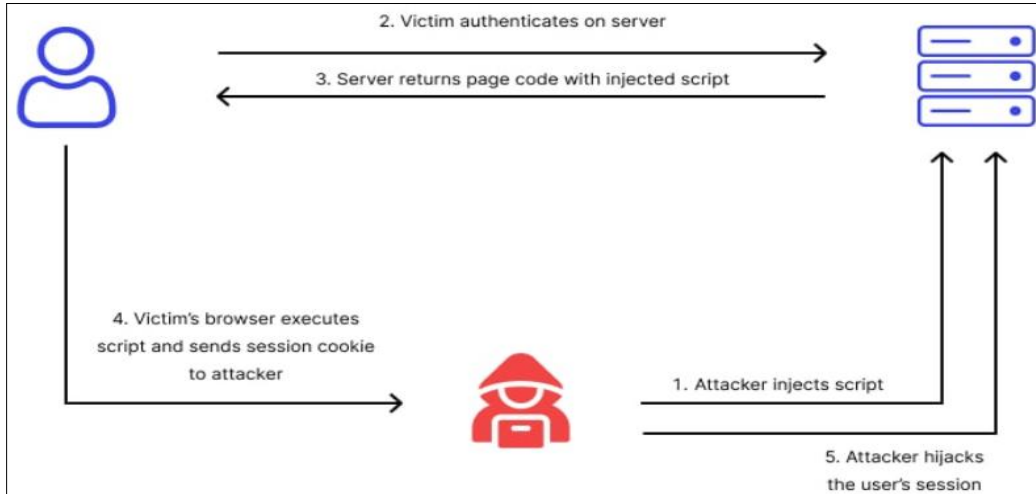 2. Victim authenticates on server
3. Server returns page code with injected script
4. Victim's browser executes
script and sends session cookie
to attacker
1. Attacker injects script
5. Attacker hijacks
the user's session